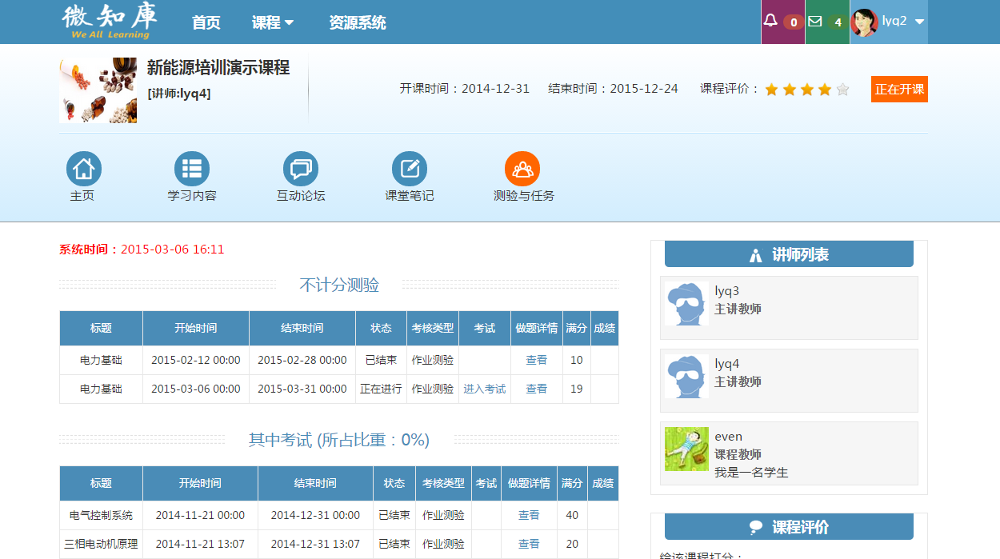 微知庫
We All Learning
首页 课程 资源系统 0 4 lyq2
新能源培训演示课程
[讲师:lyq4]
开课时间：2014-12-31 结束时间：2015-12-24 课程评价： 正在开课
主页 学习内容 互动论坛 课堂笔记 测验与任务
系统时间：2015-03-06 16:11
不计分测验
标题 开始时间 结束时间 状态 考核类型 考试 做题详情 满分 成绩
电力基础 2015-02-12 00:00 2015-02-28 00:00 已结束 作业测验 查看 10
电力基础 2015-03-06 00:00 2015-03-31 00:00 正在进行 作业测验 进入考试 查看 19
其中考试 (所占比重：0%)
标题 开始时间 结束时间 状态 考核类型 考试 做题详情 满分 成绩
电气控制系统 2014-11-21 00:00 2014-12-31 00:00 已结束 作业测验 查看 40
三相电动机原理 2014-11-21 13:07 2014-12-31 13:07 已结束 作业测验 查看 20
讲师列表
lyq3
主讲教师
lyq4
主讲教师
even
课程教师
我是一名学生
课程评价
给该课程打分：